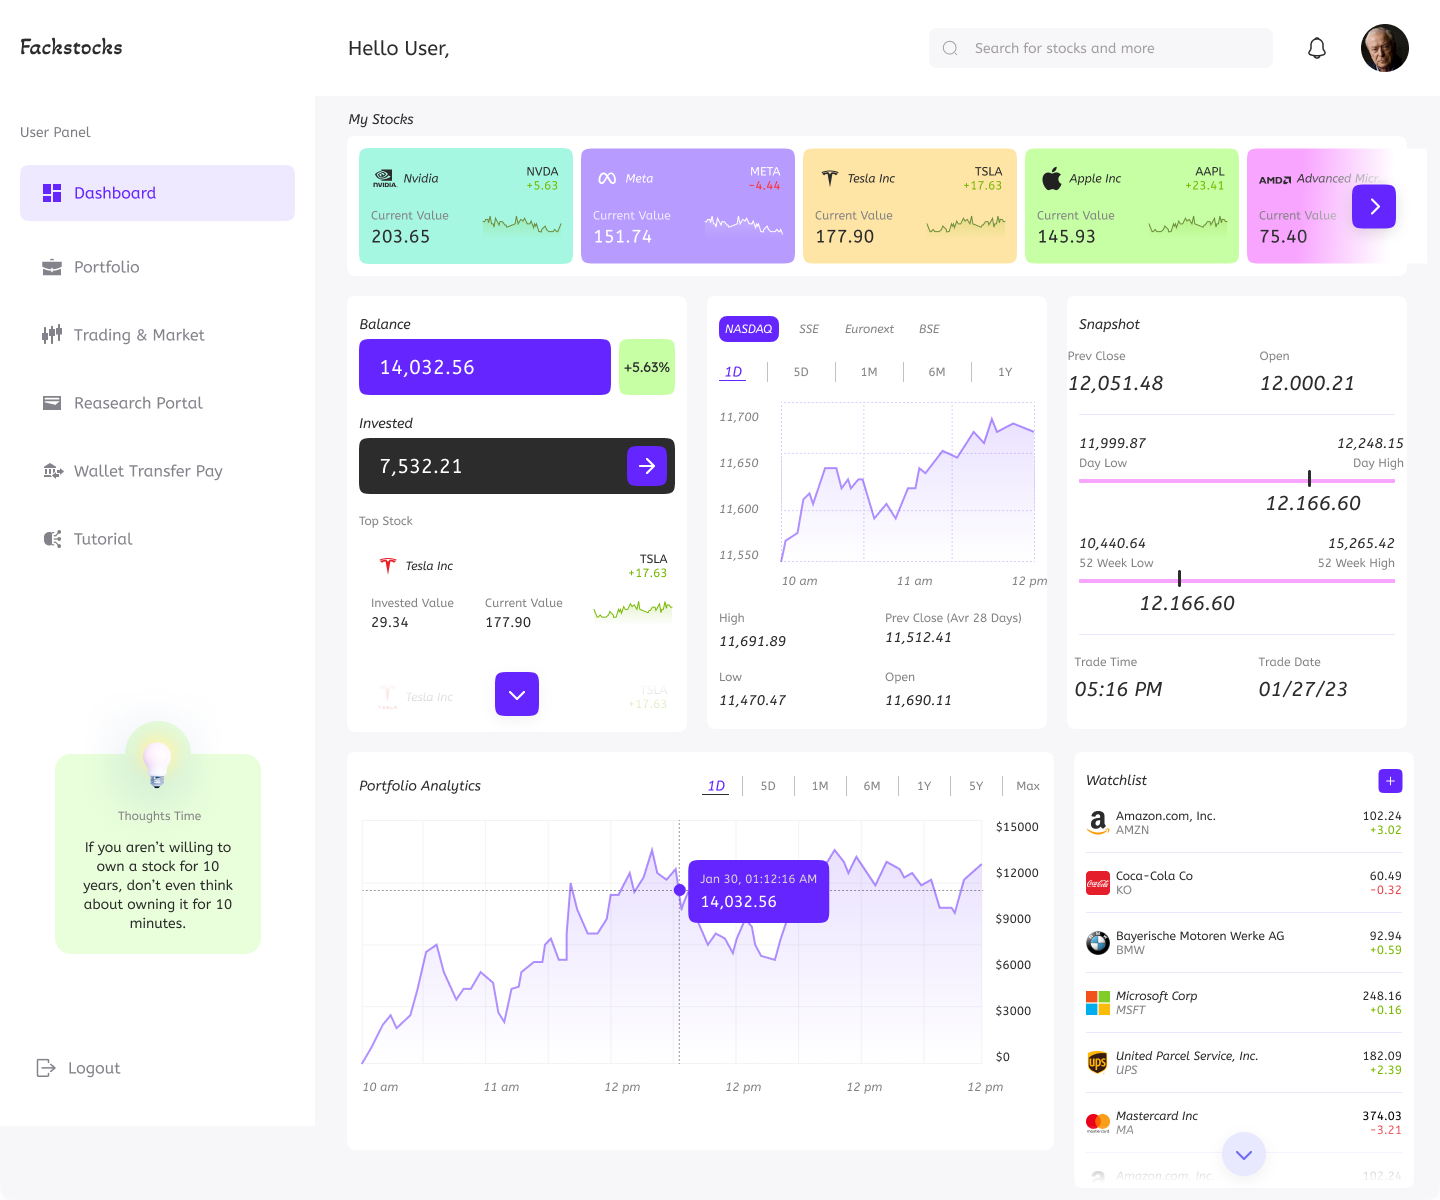 Fackstocks
Hello User,
Search for stocks and more
User Panel
Dashboard
Portfolio
Trading & Market
Reasearch Portal
Wallet Transfer Pay
Tutorial
Thoughts Time
If you aren't willing to
own a stock for 10
years, don't even think
about owning it for 10
minutes.
Logout
My Stocks
NVIDIA
Nvidia
NVDA
+5.63
Current Value
203.65
Meta
META
-4.44
Current Value
151.74
Tesla Inc
TSLA
+17.63
Current Value
177.90
Apple Inc
AAPL
+23.41
Current Value
145.93
AMD
Advanced Micr...
Current Value
75.40
Balance
14,032.56
+5.63%
Invested
7,532.21
Top Stock
Tesla Inc
TSLA
+17.63
Invested Value
29.34
Current Value
177.90
Tesla Inc
TSLA
+17.63
NASDAQ SSE Euronext BSE
1D 5D 1M 6M 1Y
11,700
11,650
11,600
11,550
10 am 11 am 12 pm
High
11,691.89
Prev Close (Avr 28 Days)
11,512.41
Low
11,470.47
Open
11,690.11
Snapshot
Prev Close
12,051.48
Open
12.000.21
11,999.87
Day Low
12,248.15
Day High
12.166.60
10,440.64
52 Week Low
15,265.42
52 Week High
12.166.60
Trade Time
05:16 PM
Trade Date
01/27/23
Portfolio Analytics
1D 5D 1M 6M 1Y 5Y Max
$15000
$12000
$9000
$6000
$3000
$0
Jan 30, 01:12:16 AM
14,032.56
10 am 11 am 12 pm 12 pm 12 pm 12 pm
Watchlist
Amazon.com, Inc.
AMZN
102.24
+3.02
Coca-Cola
Coca-Cola Co
KO
60.49
-0.32
BMW
Bayerische Motoren Werke AG
BMW
92.94
+0.59
Microsoft Corp
MSFT
248.16
+0.16
ups
United Parcel Service, Inc.
UPS
182.09
+2.39
mastercard
Mastercard Inc
MA
374.03
-3.21
Amazon.com, Inc.
102.24